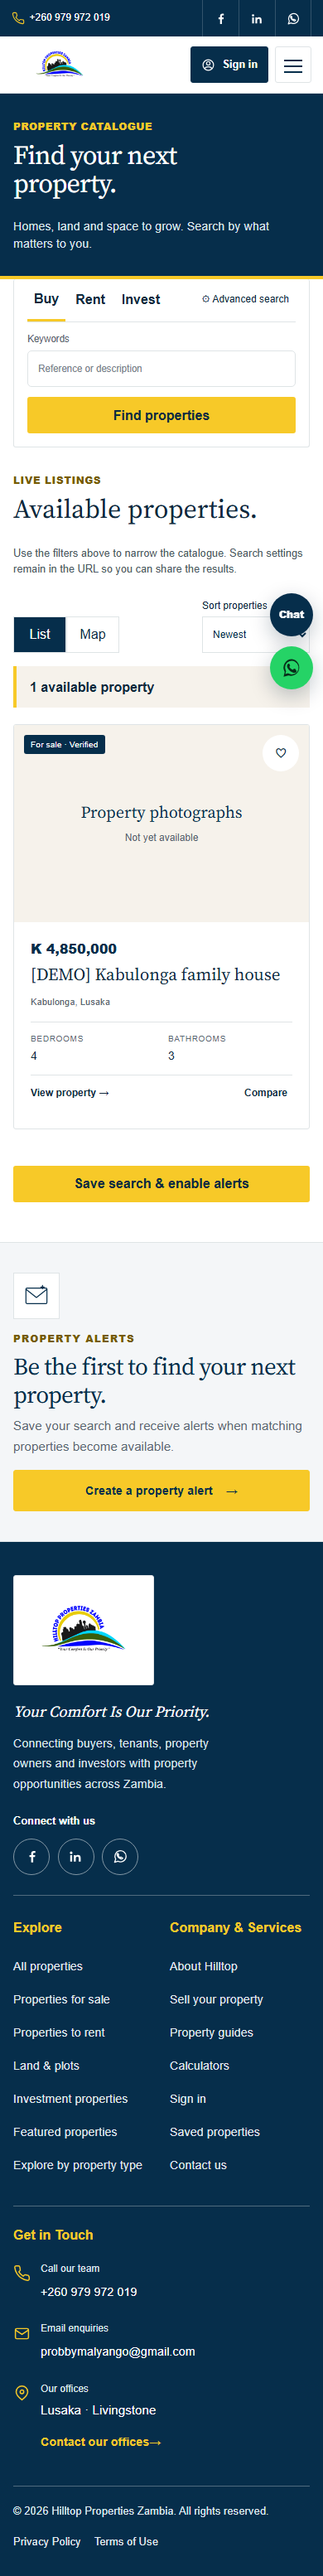 +260 979 972 019
HILLTOP PROPERTIES ZAMBIA
Sign in
PROPERTY CATALOGUE
Find your next
property.
Homes, land and space to grow. Search by what
matters to you.
Buy Rent Invest Advanced search
Keywords
Reference or description
Find properties
LIVE LISTINGS
Available properties.
Use the filters above to narrow the catalogue. Search settings
remain in the URL so you can share the results.
Sort properties
Chat
List Map Newest
1 available property
For sale · Verified
Property photographs
Not yet available
K 4,850,000
[DEMO] Kabulonga family house
Kabulonga, Lusaka
BEDROOMS BATHROOMS
4 3
View property → Compare
Save search & enable alerts
PROPERTY ALERTS
Be the first to find your next
property.
Save your search and receive alerts when matching
properties become available.
Create a property alert →
HILLTOP PROPERTIES ZAMBIA
"Your Comfort Is Our Priority"
Your Comfort Is Our Priority.
Connecting buyers, tenants, property
owners and investors with property
opportunities across Zambia.
Connect with us
Explore
All properties
Properties for sale
Properties to rent
Land & plots
Investment properties
Featured properties
Explore by property type
Company & Services
About Hilltop
Sell your property
Property guides
Calculators
Sign in
Saved properties
Contact us
Get in Touch
Call our team
+260 979 972 019
Email enquiries
probbymalyango@gmail.com
Our offices
Lusaka · Livingstone
Contact our offices→
© 2026 Hilltop Properties Zambia. All rights reserved.
Privacy Policy Terms of Use